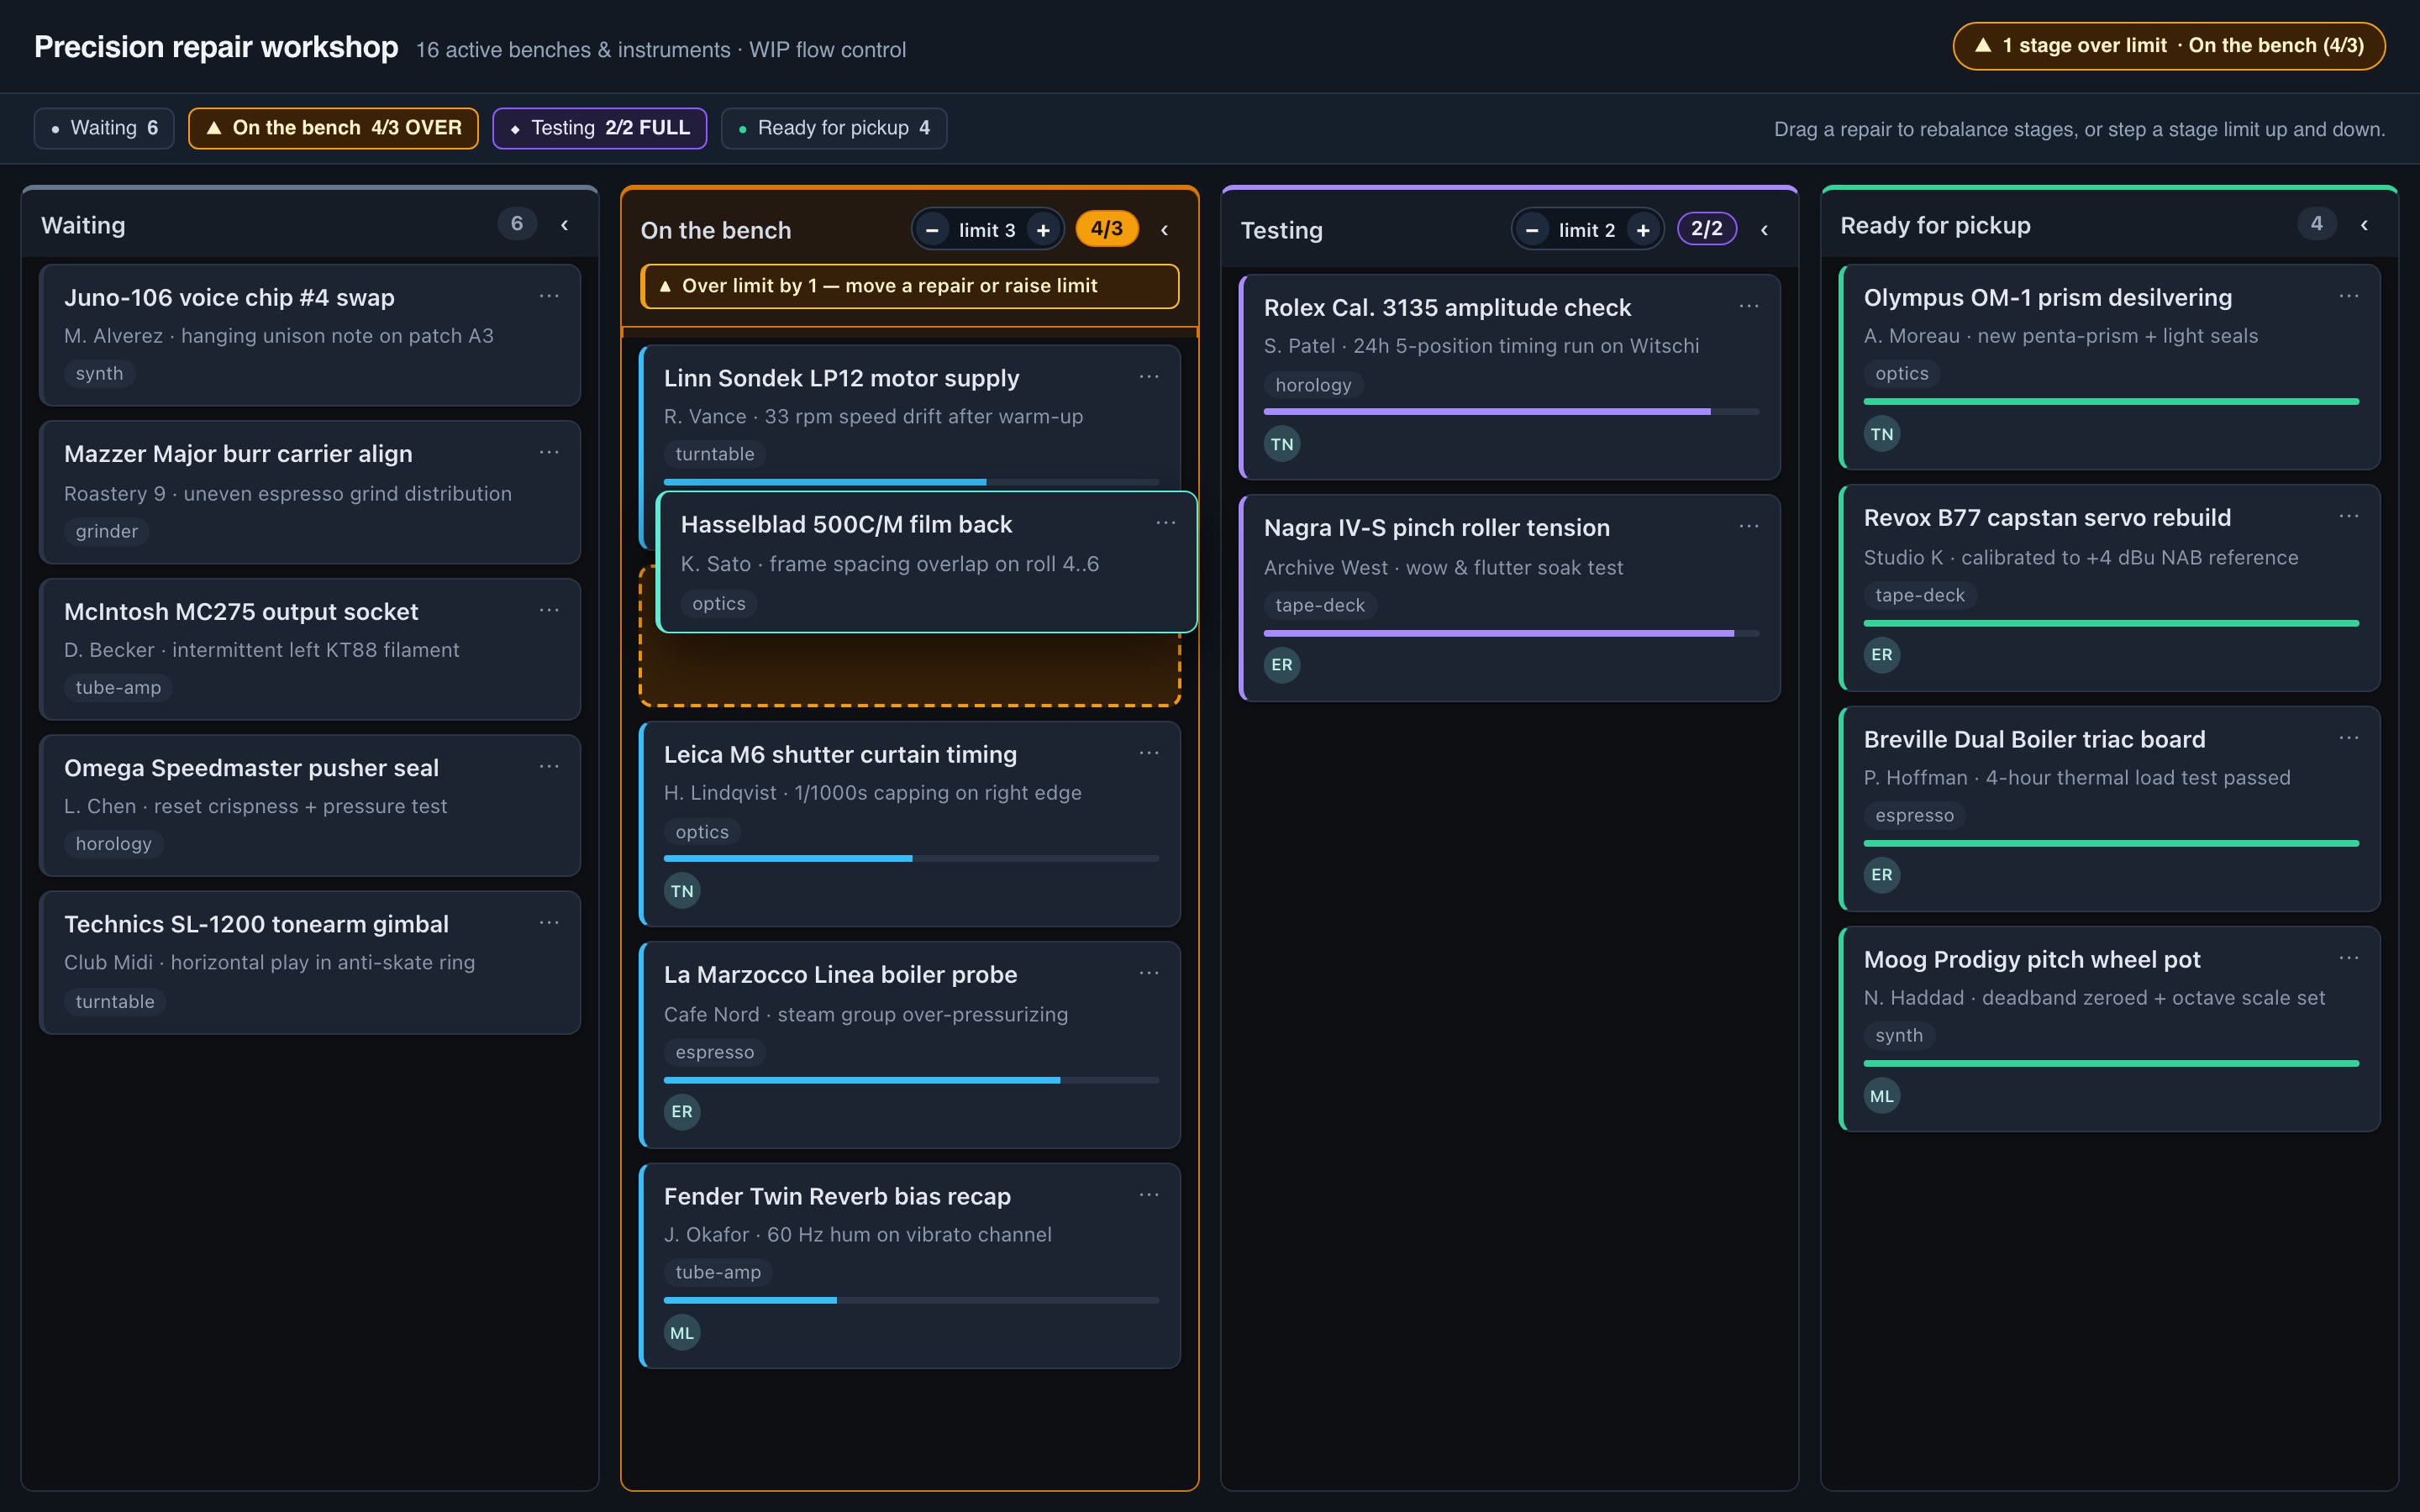 Precision repair workshop 16 active benches & instruments · WIP flow control
▲ 1 stage over limit · On the bench (4/3)
Waiting 6
▲ On the bench 4/3 OVER
Testing 2/2 FULL
Ready for pickup 4
Drag a repair to rebalance stages, or step a stage limit up and down.
Waiting 6
Juno-106 voice chip #4 swap
M. Alverez · hanging unison note on patch A3
synth
Mazzer Major burr carrier align
Roastery 9 · uneven espresso grind distribution
grinder
McIntosh MC275 output socket
D. Becker · intermittent left KT88 filament
tube-amp
Omega Speedmaster pusher seal
L. Chen · reset crispness + pressure test
horology
Technics SL-1200 tonearm gimbal
Club Midi · horizontal play in anti-skate ring
turntable
On the bench − limit 3 + 4/3
▲ Over limit by 1 — move a repair or raise limit
Linn Sondek LP12 motor supply
R. Vance · 33 rpm speed drift after warm-up
turntable
Hasselblad 500C/M film back
K. Sato · frame spacing overlap on roll 4..6
optics
Leica M6 shutter curtain timing
H. Lindqvist · 1/1000s capping on right edge
optics
TN
La Marzocco Linea boiler probe
Cafe Nord · steam group over-pressurizing
espresso
ER
Fender Twin Reverb bias recap
J. Okafor · 60 Hz hum on vibrato channel
tube-amp
ML
Testing − limit 2 + 2/2
Rolex Cal. 3135 amplitude check
S. Patel · 24h 5-position timing run on Witschi
horology
TN
Nagra IV-S pinch roller tension
Archive West · wow & flutter soak test
tape-deck
ER
Ready for pickup 4
Olympus OM-1 prism desilvering
A. Moreau · new penta-prism + light seals
optics
TN
Revox B77 capstan servo rebuild
Studio K · calibrated to +4 dBu NAB reference
tape-deck
ER
Breville Dual Boiler triac board
P. Hoffman · 4-hour thermal load test passed
espresso
ER
Moog Prodigy pitch wheel pot
N. Haddad · deadband zeroed + octave scale set
synth
ML